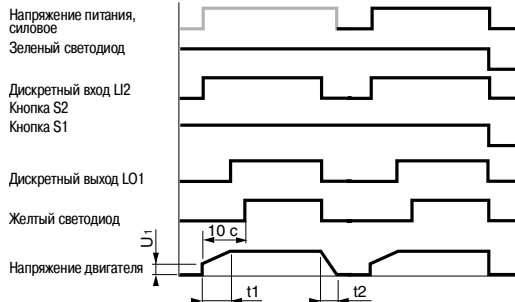 Напряжение питания,
силовое
Зеленый светодиод
Дискретный вход LI2
Кнопка S2
Кнопка S1
Дискретный выход LO1
Желтый светодиод
10 с
U1
Напряжение двигателя
t1
t2